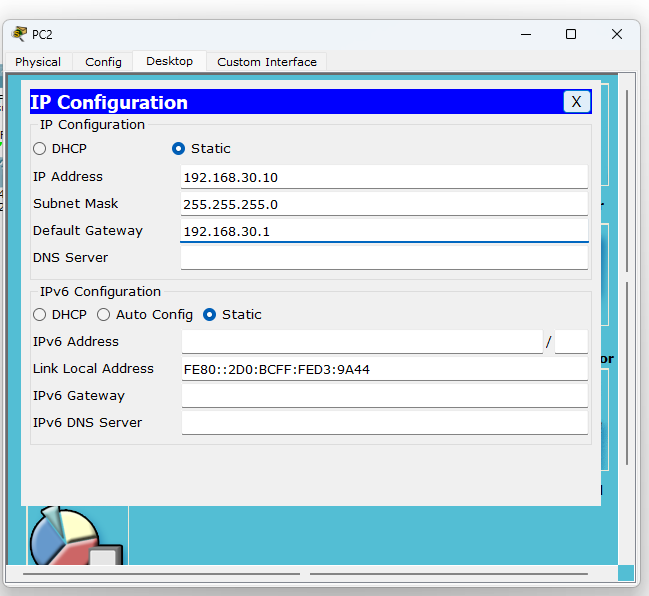 PC2
Physical Config Desktop Custom Interface
IP Configuration X
IP Configuration
DHCP Static
IP Address 192.168.30.10
Subnet Mask 255.255.255.0
Default Gateway 192.168.30.1
DNS Server
IPv6 Configuration
DHCP Auto Config Static
IPv6 Address /
Link Local Address FE80::2D0:BCFF:FED3:9A44
IPv6 Gateway
IPv6 DNS Server
or